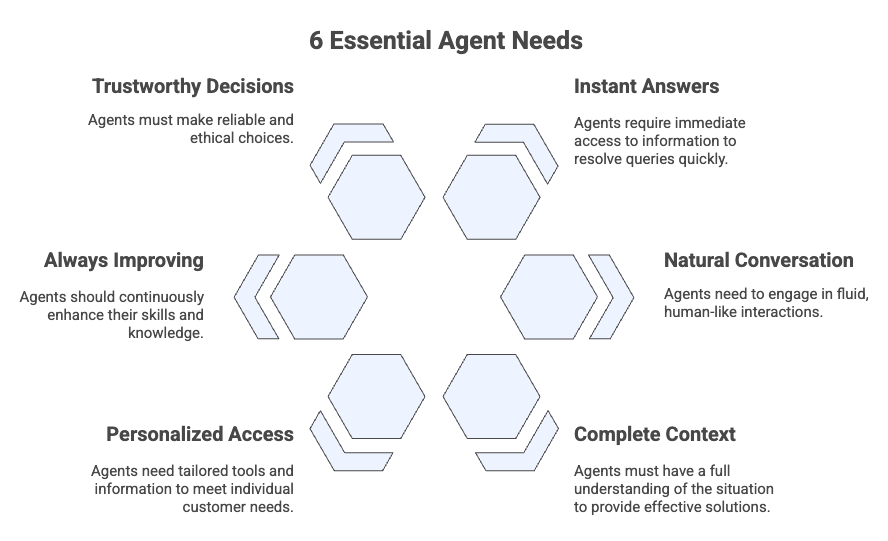 6 Essential Agent Needs
Trustworthy Decisions
Agents must make reliable and
ethical choices.
Instant Answers
Agents require immediate
access to information to
resolve queries quickly.
Always Improving
Agents should continuously
enhance their skills and
knowledge.
Natural Conversation
Agents need to engage in fluid,
human-like interactions.
Personalized Access
Agents need tailored tools and
information to meet individual
customer needs.
Complete Context
Agents must have a full
understanding of the situation
to provide effective solutions.